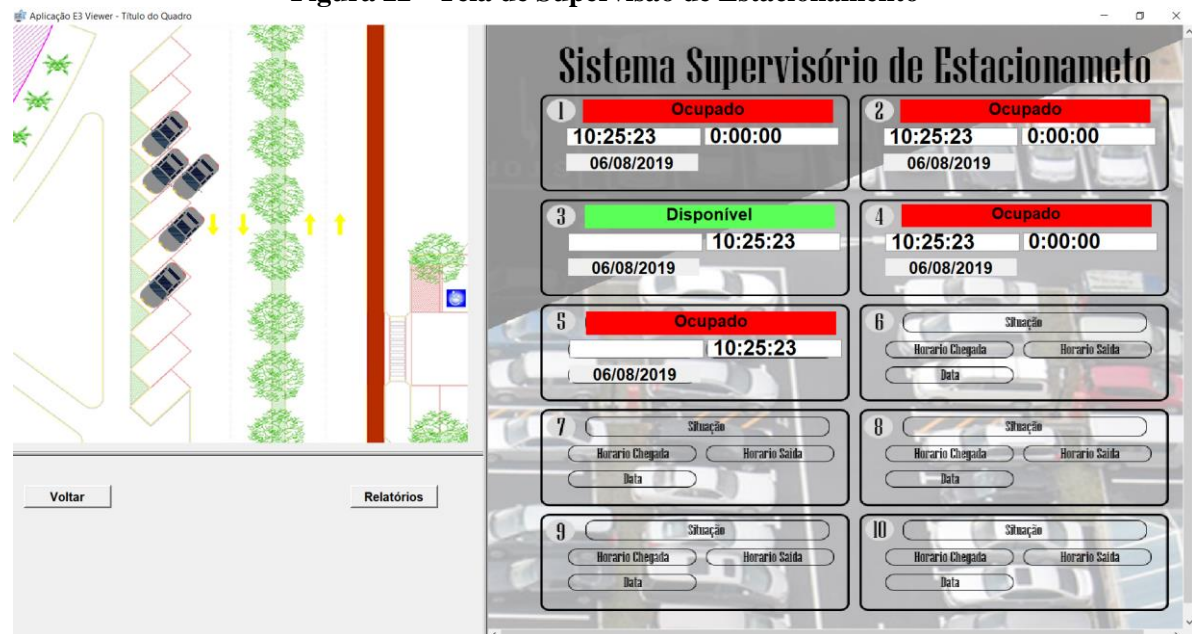 Figura 22 – Tela de Supervisão de Estacionamento
Aplicação E3 Viewer - Título do Quadro
Sistema Supervisório de Estacionameto
1 Ocupado
10:25:23 0:00:00
06/08/2019
2 Ocupado
10:25:23 0:00:00
06/08/2019
3 Disponível
10:25:23
06/08/2019
4 Ocupado
10:25:23 0:00:00
06/08/2019
5 Ocupado
10:25:23
06/08/2019
6 Situação
Horario Chegada Horario Saida
Data
7 Situação
Horario Chegada Horario Saida
Data
8 Situação
Horario Chegada Horario Saida
Data
9 Situação
Horario Chegada Horario Saida
Data
10 Situação
Horario Chegada Horario Saida
Data
Voltar Relatórios